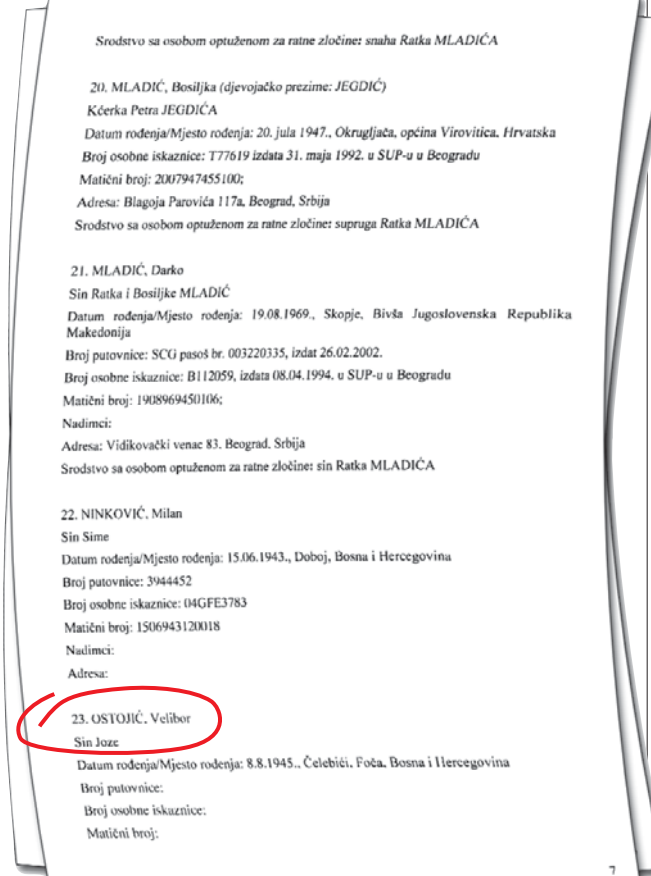 Srodstvo sa osobom optuženom za ratne zločine: snaha Ratka MLADIĆA
20. MLADIĆ, Bosiljka (djevojačko prezime: JEGDIĆ)
Kćerka Petra JEGDIĆA
Datum rođenja/Mjesto rođenja: 20. jula 1947., Okrugljača, općina Virovitica, Hrvatska
Broj osobne iskaznice: T77619 izdata 31. maja 1992. u SUP-u u Beogradu
Matični broj: 2007947455100;
Adresa: Blagoja Parovića 117a, Beograd, Srbija
Srodstvo sa osobom optuženom za ratne zločine: supruga Ratka MLADIĆA
21. MLADIĆ, Darko
Sin Ratka i Bosiljke MLADIĆ
Datum rođenja/Mjesto rođenja: 19.08.1969., Skopje, Bivša Jugoslovenska Republika
Makedonija
Broj putovnice: SCG pasoš br. 003220335, izdat 26.02.2002.
Broj osobne iskaznice: B112059, izdata 08.04.1994. u SUP-u u Beogradu
Matični broj: 1908969450106;
Nadimci:
Adresa: Vidikovački venac 83, Beograd, Srbija
Srodstvo sa osobom optuženom za ratne zločine: sin Ratka MLADIĆA
22. NINKOVIĆ, Milan
Sin Sime
Datum rođenja/Mjesto rođenja: 15.06.1943., Doboj, Bosna i Hercegovina
Broj putovnice: 3944452
Broj osobne iskaznice: 04GFE3783
Matični broj: 1506943120018
Nadimci:
Adresa:
23. OSTOJIĆ, Velibor
Sin Joze
Datum rođenja/Mjesto rođenja: 8.8.1945., Čelebići, Foča, Bosna i Hercegovina
Broj putovnice:
Broj osobne iskaznice:
Matični broj:
7